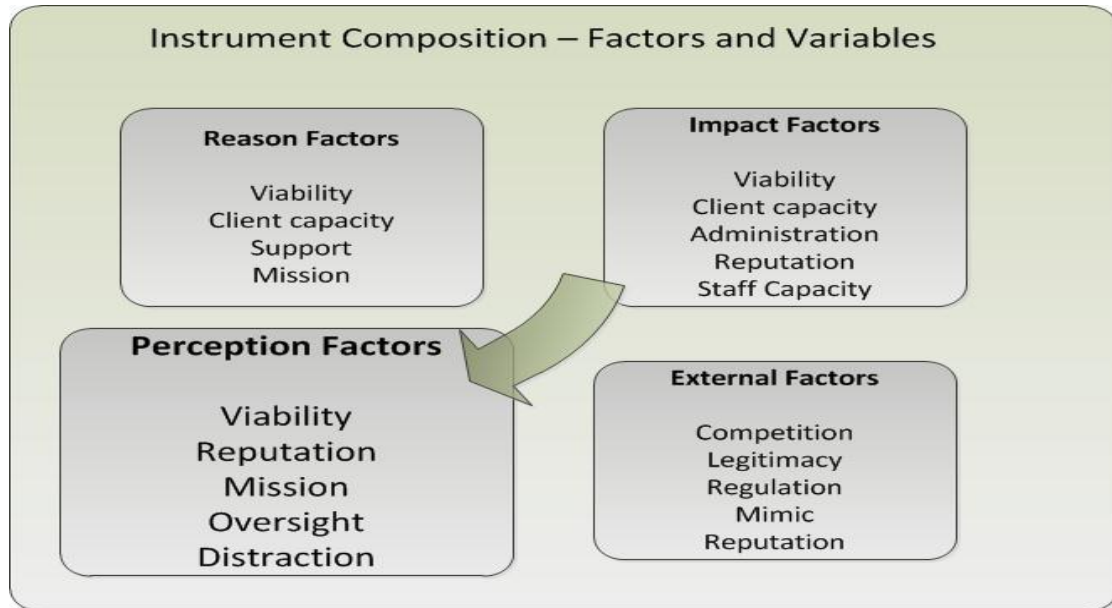 Instrument Composition – Factors and Variables
Reason Factors
Viability
Client capacity
Support
Mission
Impact Factors
Viability
Client capacity
Administration
Reputation
Staff Capacity
Perception Factors
Viability
Reputation
Mission
Oversight
Distraction
External Factors
Competition
Legitimacy
Regulation
Mimic
Reputation